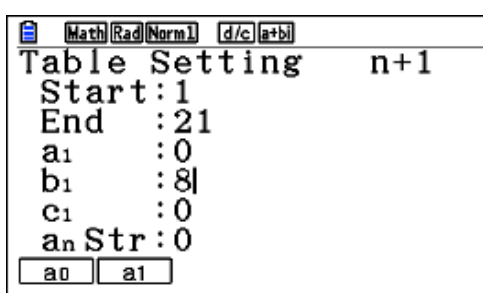 Math Rad Norm1 d/c a+bi
Table Setting n+1
Start:1
End :21
a1 :0
b1 :8
c1 :0
an Str:0
a0 a1